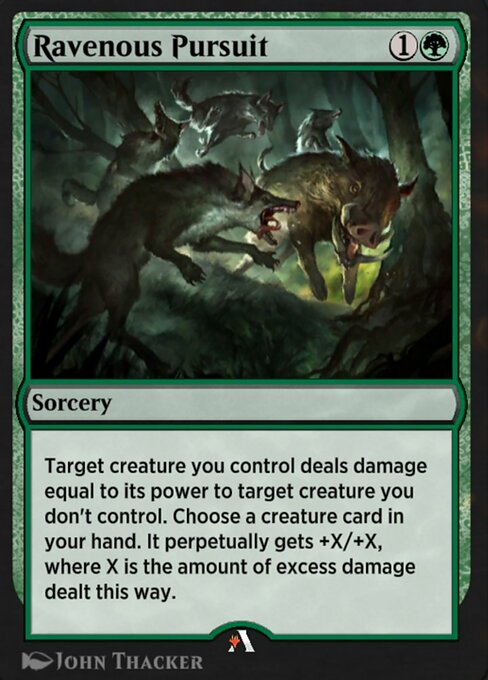 Ravenous Pursuit 1
Sorcery
Target creature you control deals damage
equal to its power to target creature you
don't control. Choose a creature card in
your hand. It perpetually gets +X/+X,
where X is the amount of excess damage
dealt this way.
John Thacker